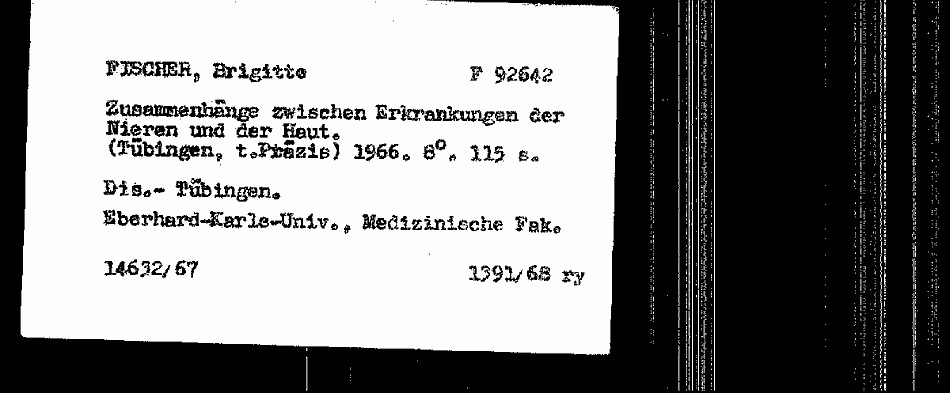 FISCHER, Brigitte F 92642
Zusammenhänge zwischen Erkrankungen der
Nieren und der Haut.
(Tübingen, t.Präzis) 1966. 8°. 115 s.
Dis.- Tübingen.
Eberhard-Karls-Univ., Medizinische Fak.
14632/67 1391/68 ry